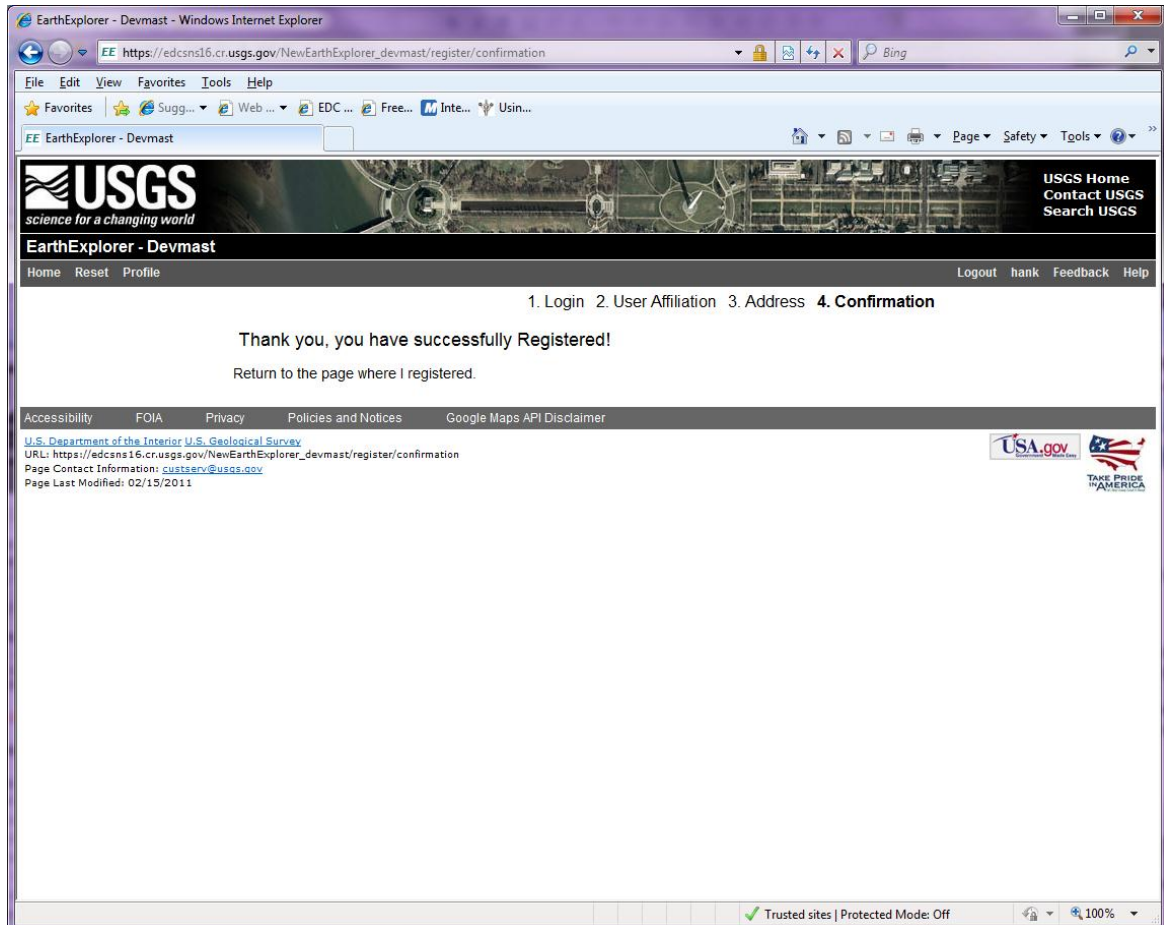 EarthExplorer - Devmast - Windows Internet Explorer
EE https://edcsns16.cr.usgs.gov/NewEarthExplorer_devmast/register/confirmation Bing
File Edit View Favorites Tools Help
Favorites Sugg... Web ... EDC ... Free... Inte... Usin...
EE EarthExplorer - Devmast Page Safety Tools
USGS
science for a changing world
USGS Home
Contact USGS
Search USGS
EarthExplorer - Devmast
Home Reset Profile Logout hank Feedback Help
1. Login 2. User Affiliation 3. Address 4. Confirmation
Thank you, you have successfully Registered!
Return to the page where I registered.
Accessibility FOIA Privacy Policies and Notices Google Maps API Disclaimer
U.S. Department of the Interior U.S. Geological Survey
URL: https://edcsns16.cr.usgs.gov/NewEarthExplorer_devmast/register/confirmation
Page Contact Information: custserv@usgs.gov
Page Last Modified: 02/15/2011
USA.gov
TAKE PRIDE
IN AMERICA
Trusted sites | Protected Mode: Off 100%